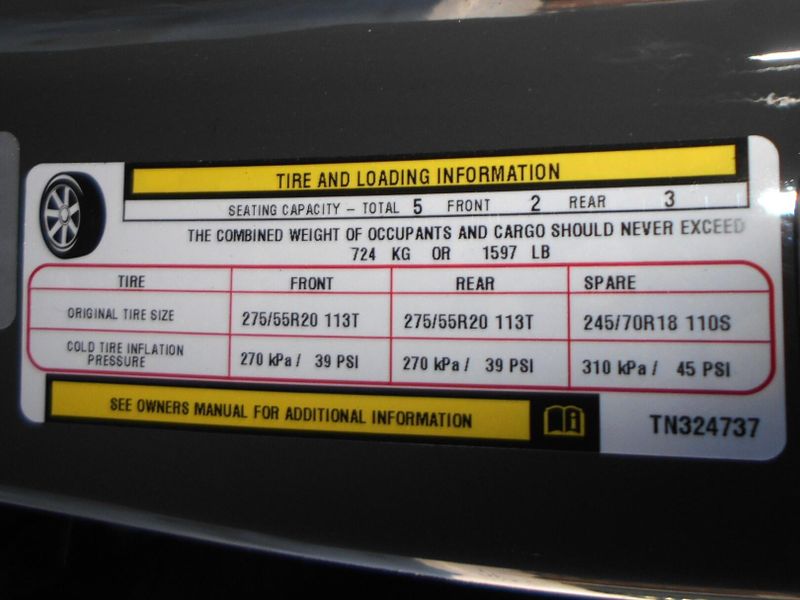 TIRE AND LOADING INFORMATION
SEATING CAPACITY – TOTAL 5 FRONT 2 REAR 3
THE COMBINED WEIGHT OF OCCUPANTS AND CARGO SHOULD NEVER EXCEED
724 KG OR 1597 LB
TIRE FRONT REAR SPARE
ORIGINAL TIRE SIZE 275/55R20 113T 275/55R20 113T 245/70R18 110S
COLD TIRE INFLATION PRESSURE 270 kPa / 39 PSI 270 kPa / 39 PSI 310 kPa / 45 PSI
SEE OWNERS MANUAL FOR ADDITIONAL INFORMATION
TN324737